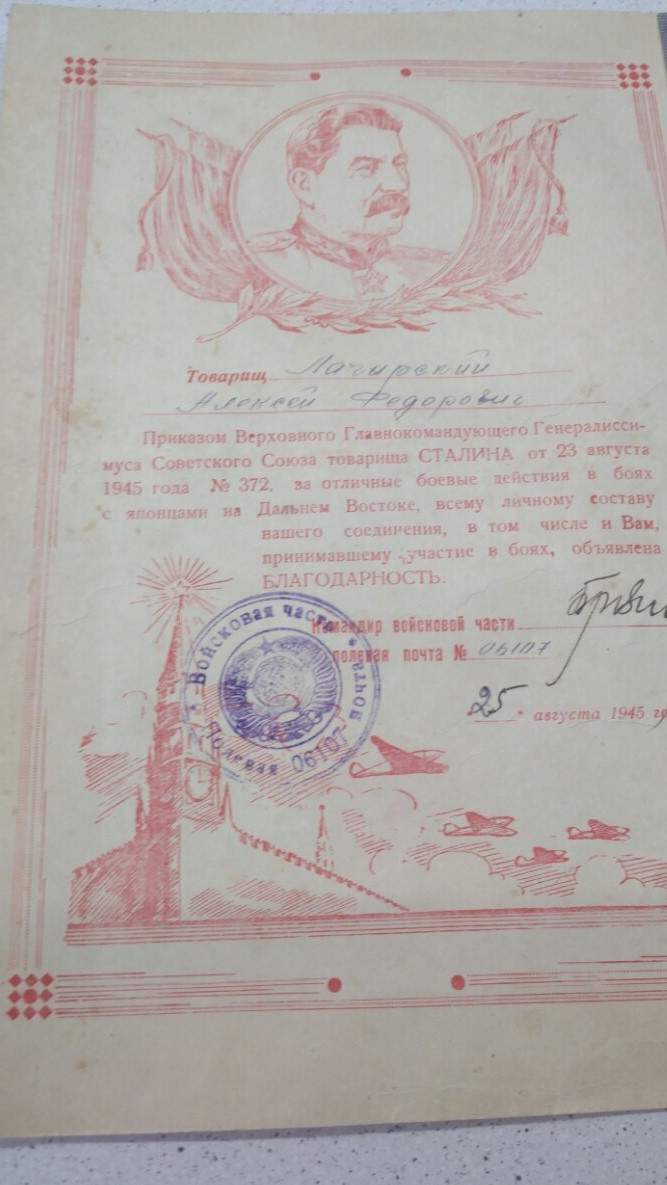 Товарищ Лачирский
Алексей Федорович
Приказом Верховного Главнокомандующего Генералисси-
муса Советского Союза товарища СТАЛИНА от 23 августа
1945 года № 372, за отличные боевые действия в боях
с японцами на Дальнем Востоке, всему личному составу
нашего соединения, в том числе и Вам,
принимавшему участие в боях, объявлена
БЛАГОДАРНОСТЬ.
Командир войсковой части
полевая почта № 06107
"25" августа 1945 г
Войсковая часть • Полевая почта 06107